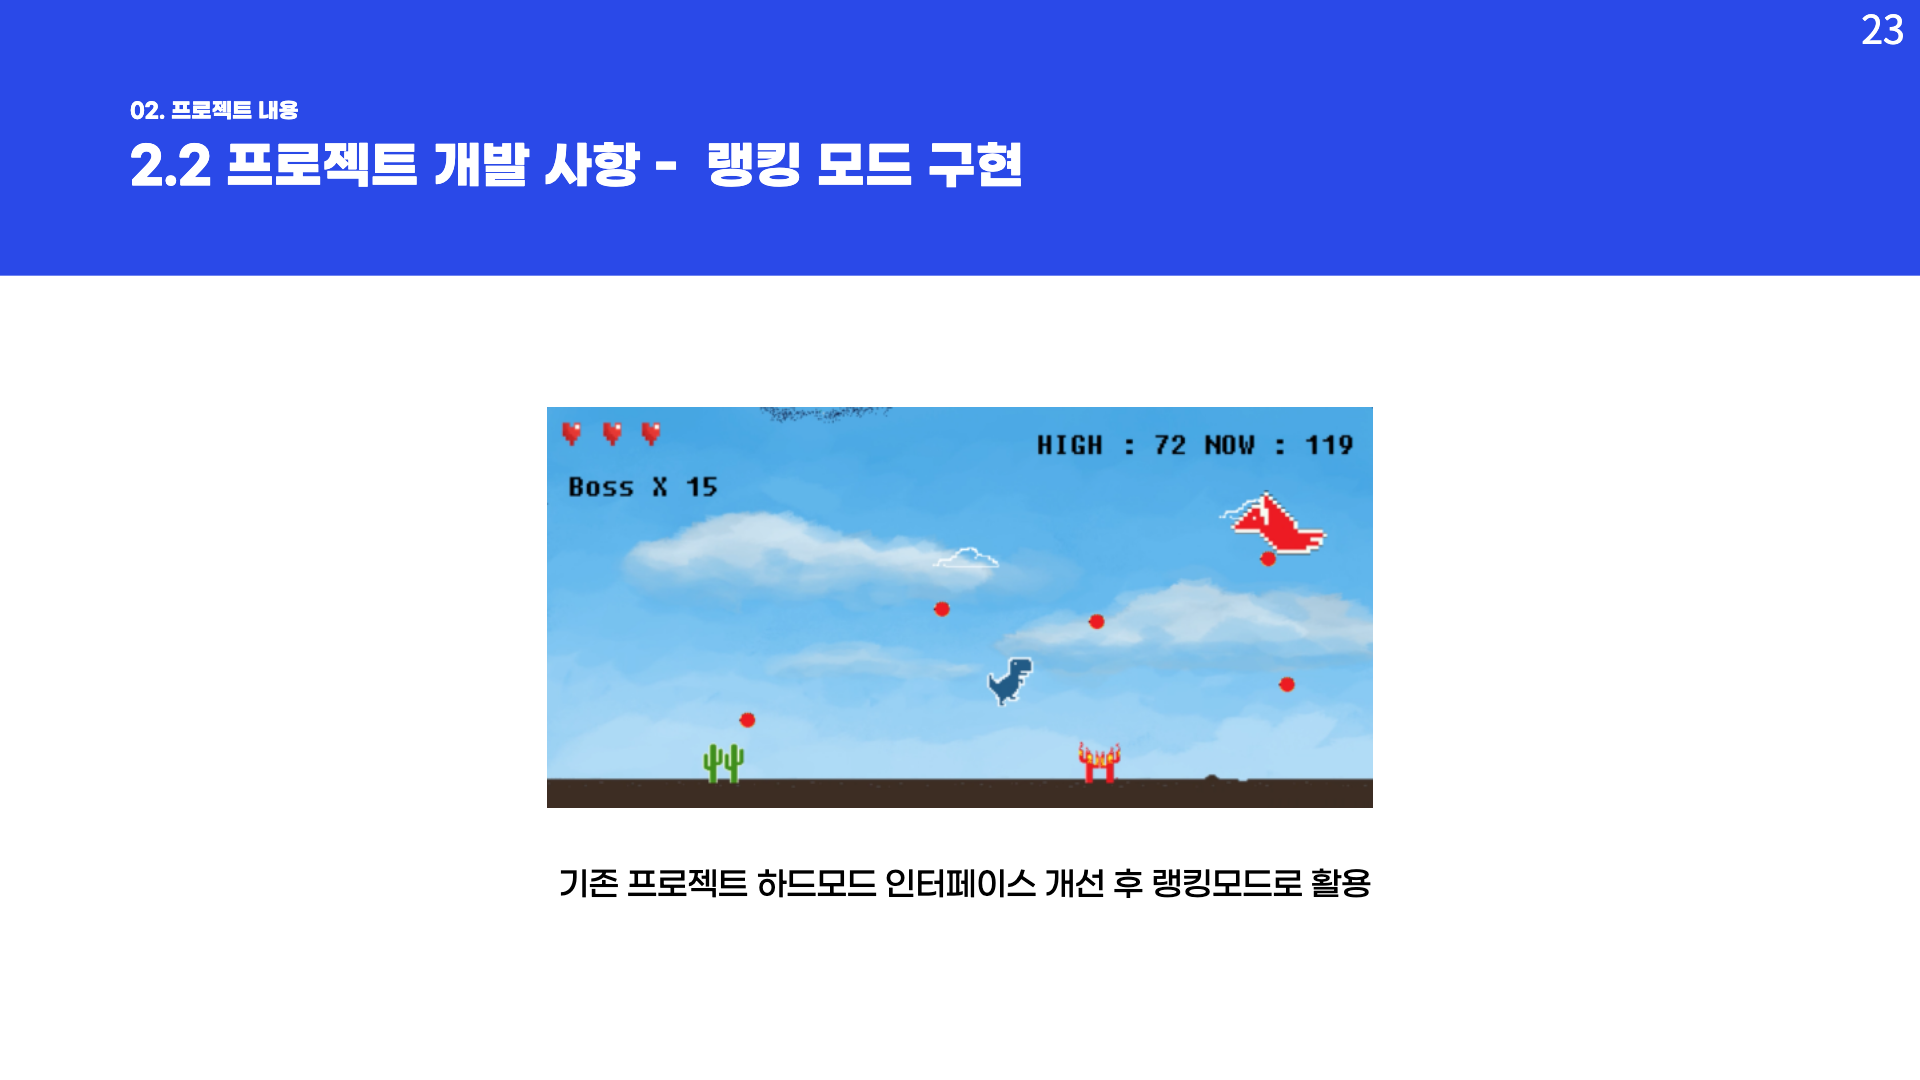 23
02. 프로젝트 내용
2.2 프로젝트 개발 사항 - 랭킹 모드 구현
HIGH : 72 NOW : 119
Boss X 15
기존 프로젝트 하드모드 인터페이스 개선 후 랭킹모드로 활용